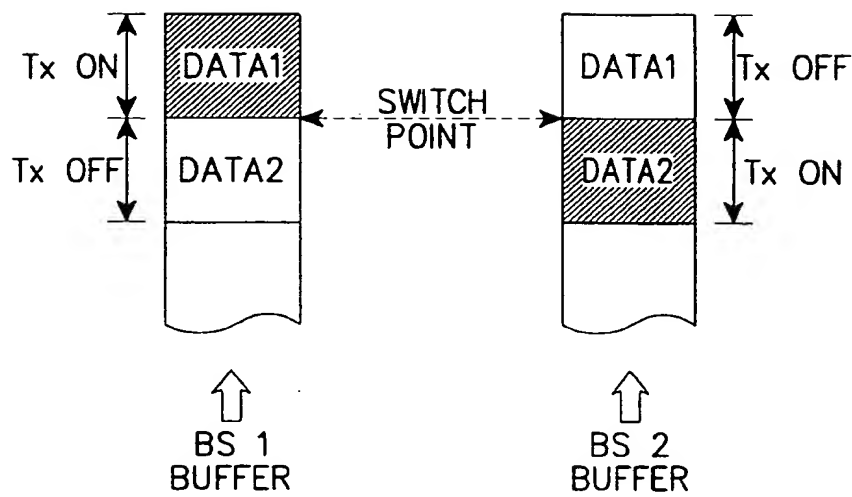 Tx ON
DATA1
SWITCH
POINT
DATA1
Tx OFF
Tx OFF
DATA2
DATA2
Tx ON
BS 1
BUFFER
BS 2
BUFFER